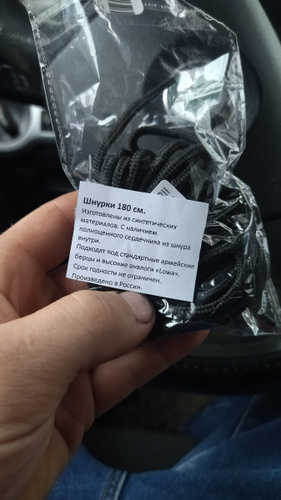 Шнурки 180 см.
Изготовлены из синтетических
материалов. С наличием
полноценного сердечника из шнура
внутри.
Подходят под стандартные армейские
берцы и высокие аналоги «Lowa».
Срок годности не ограничен.
Произведено в России.